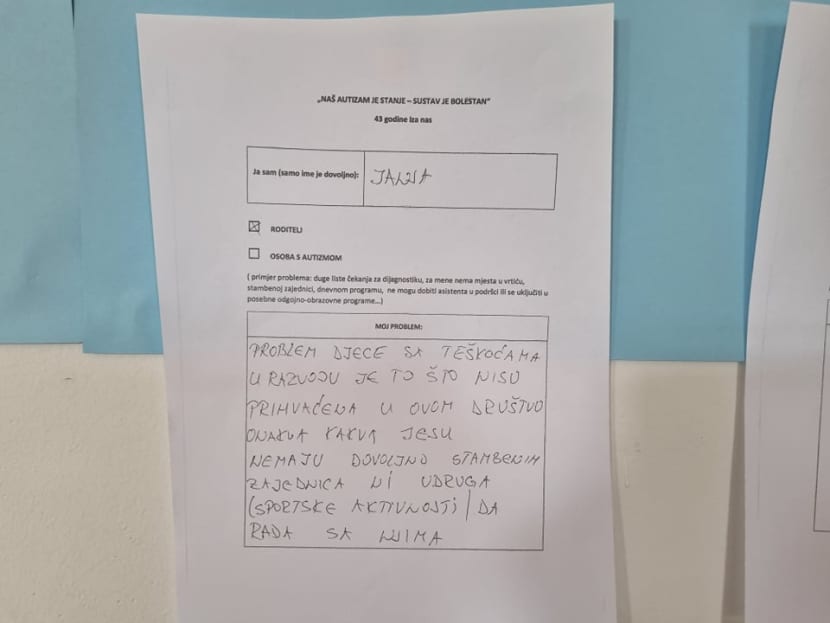 „NAŠ AUTIZAM JE STANJE – SUSTAV JE BOLESTAN"
43 godine iza nas
Ja sam (samo ime je dovoljno):
RODITELJ
OSOBA S AUTIZMOM
( primjer problema: duge liste čekanja za dijagnostiku, za mene nema mjesta u vrtiću,
stambenoj zajednici, dnevnom programu, ne mogu dobiti asistenta u podršci ili se uključiti u
posebne odgojno-obrazovne programe...)
MOJ PROBLEM:
PROBLEM DJECE SA TEŠKOĆAMA
U RAZVOJU JE TO ŠTO NISU
PRIHVAĆENA U OVOM DRUŠTVO
ONAKVA KAKVA JESU
NEMAJU DOVOLJNO STAMBENIH
ZAJEDNICA NI UDRUGA
(SPORTSKE AKTIVNOSTI) DA
RADA SA NJIMA